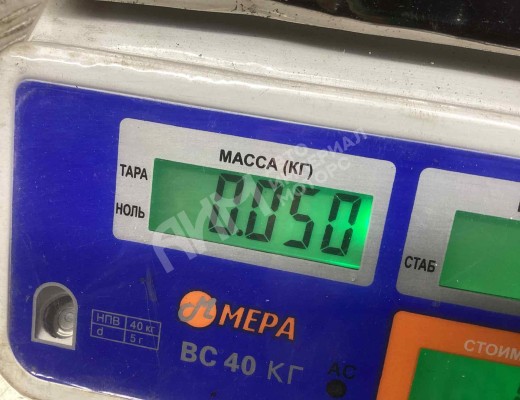 МАССА (КГ)
ТАРА
НОЛЬ
0.050
СТАБ
МЕРА
НПВ 40 кг
d 5 г
ВС 40 КГ
АС
СТОИМ